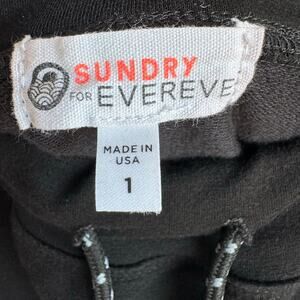 SUNDRY
FOR EVEREVE
MADE IN
USA
1